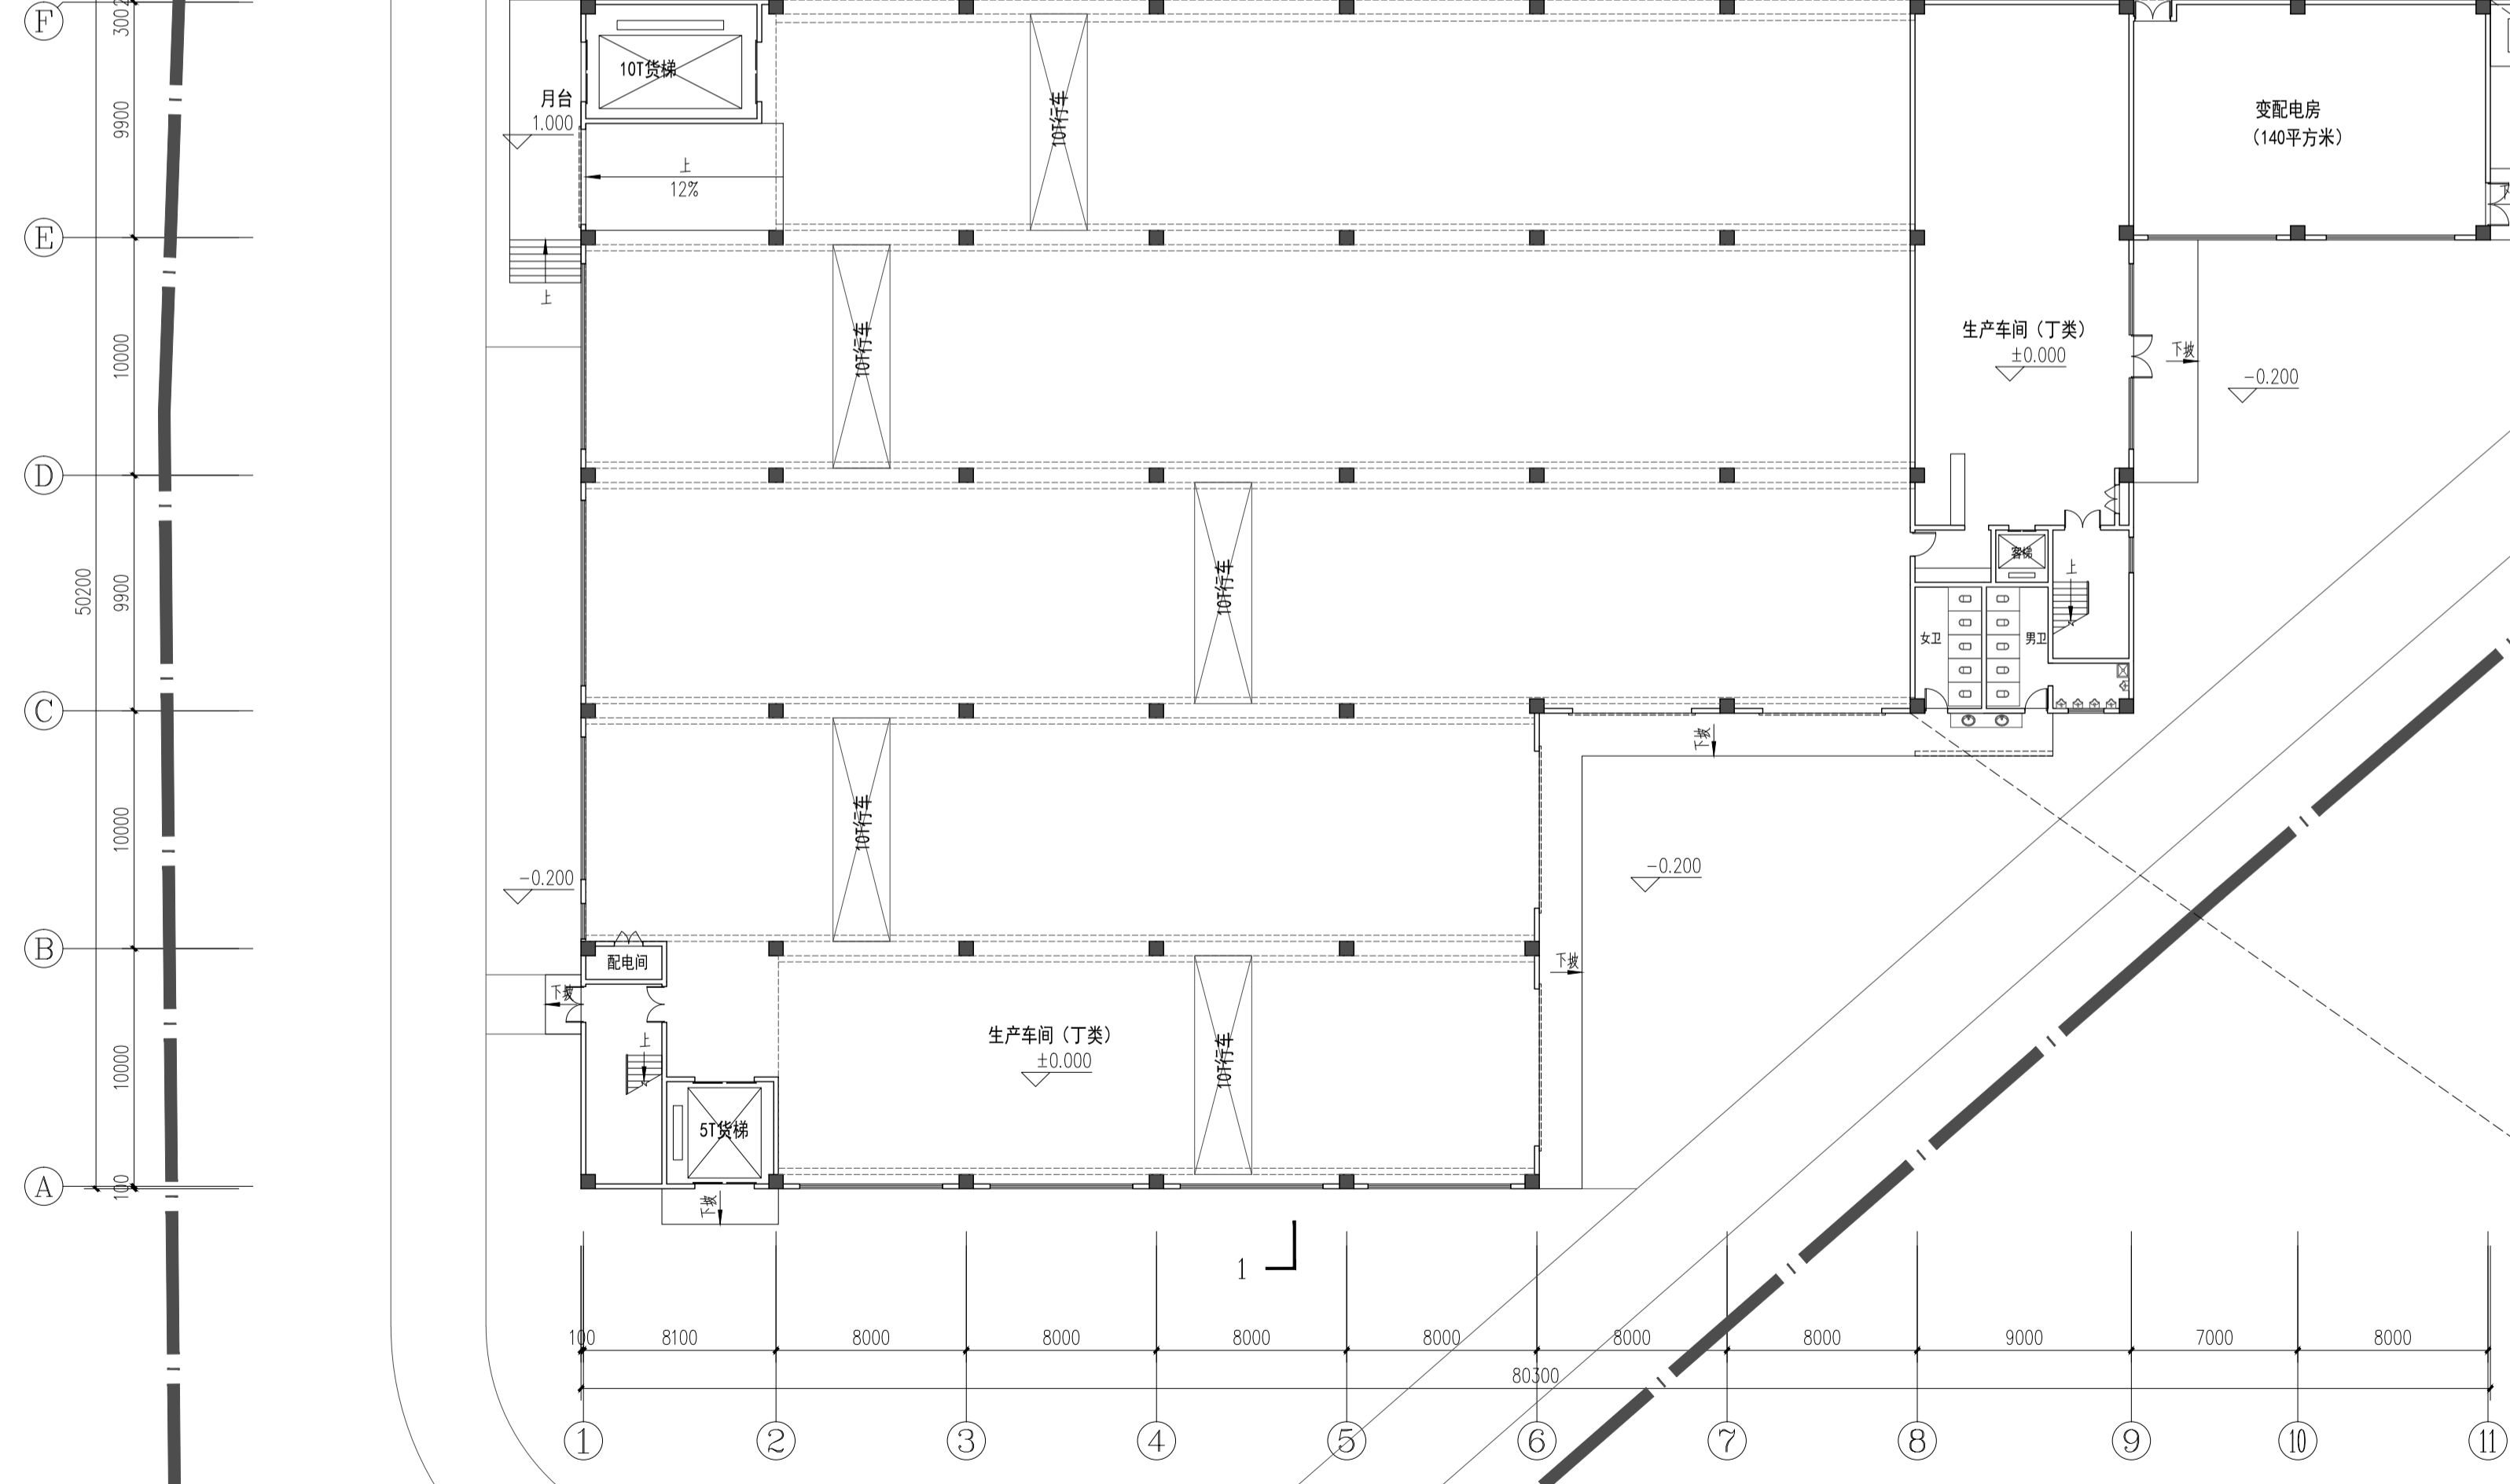 F
3002
10T货梯
月台
1.000
上
12%
10T行车
变配电房
（140平方米）
9900
E
上
10T行车
生产车间（丁类）
±0.000
下坡
-0.200
10000
D
10T行车
客梯
上
女卫
男卫
9900
50200
C
下坡
10T行车
-0.200
-0.200
10000
B
配电间
下坡
下坡
生产车间（丁类）
±0.000
10T行车
上
5T货梯
10000
A
100
下坡
1
100
8100
8000
8000
8000
8000
8000
8000
9000
7000
8000
80300
1
2
3
4
5
6
7
8
9
10
11